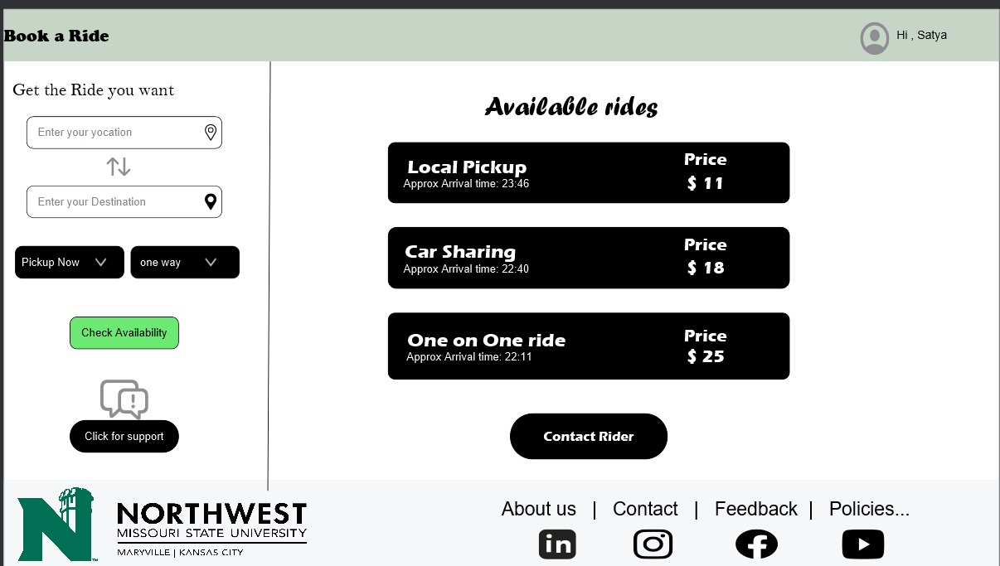 Book a Ride
Hi , Satya
Get the Ride you want
Enter your yocation
Enter your Destination
Pickup Now
one way
Check Availability
Click for support
Available rides
Local Pickup
Approx Arrival time: 23:46
Price
$ 11
Car Sharing
Approx Arrival time: 22:40
Price
$ 18
One on One ride
Approx Arrival time: 22:11
Price
$ 25
Contact Rider
N
TM
NORTHWEST
MISSOURI STATE UNIVERSITY
MARYVILLE | KANSAS CITY
About us | Contact | Feedback | Policies...
in